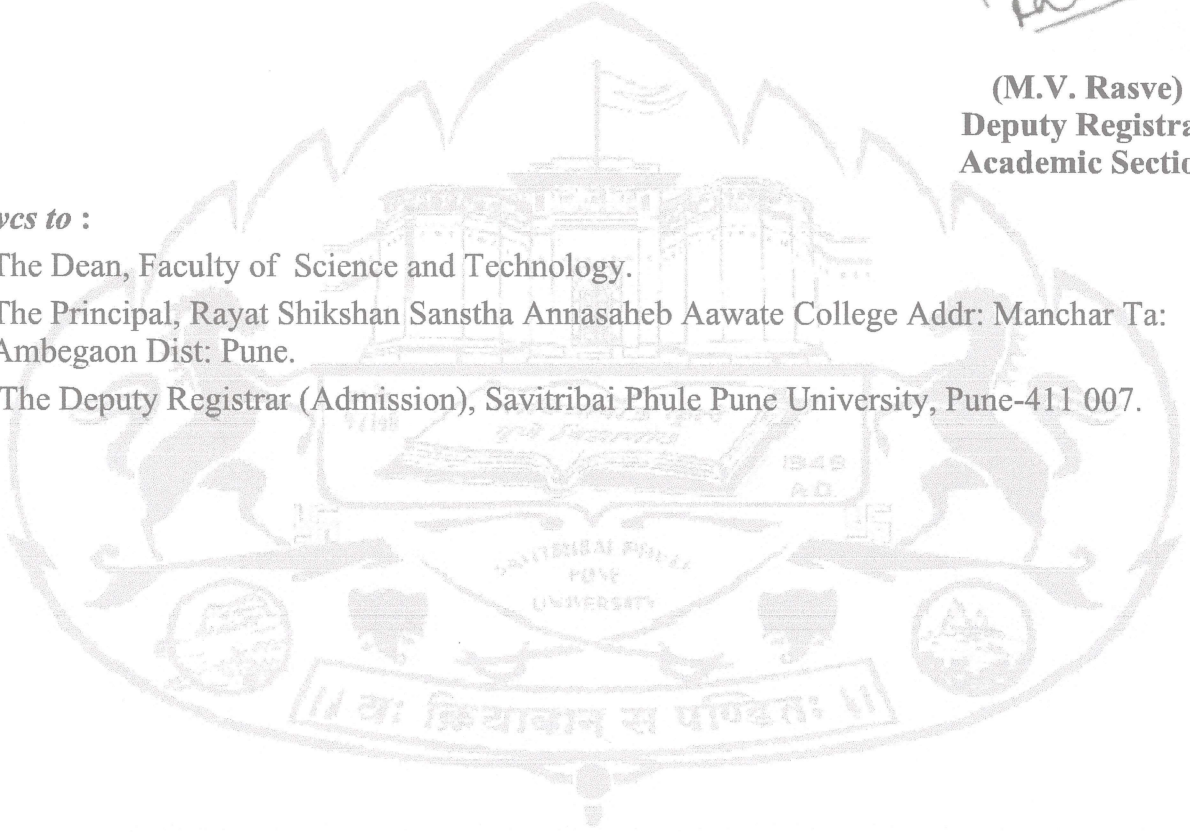 (M.V. Rasve)
Deputy Registra
Academic Sectio
wcs to :
The Dean, Faculty of Science and Technology.
The Principal, Rayat Shikshan Sanstha Annasaheb Aawate College Addr: Manchar Ta:
Ambegaon Dist: Pune.
The Deputy Registrar (Admission), Savitribai Phule Pune University, Pune-411 007.
1949
A.D.
SAVITRIBAI PHULE
PUNE
UNIVERSITY
।। यः क्रियावान् स पण्डितः ।।